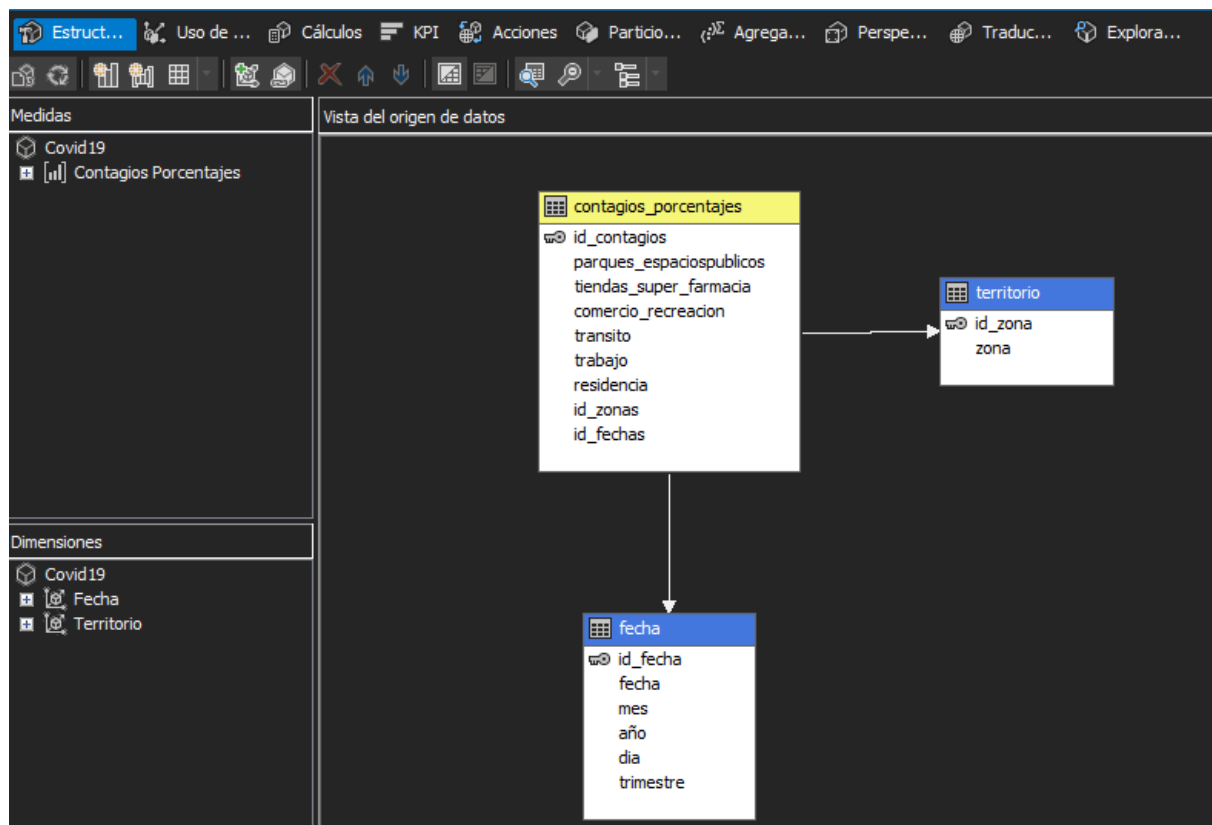 Estruct... Uso de ... Cálculos KPI Acciones Particio... Agrega... Perspe... Traduc... Explora...
Medidas
Covid19
Contagios Porcentajes
Vista del origen de datos
contagios_porcentajes
id_contagios
parques_espaciospublicos
tiendas_super_farmacia
comercio_recreacion
transito
trabajo
residencia
id_zonas
id_fechas
territorio
id_zona
zona
Dimensiones
Covid19
Fecha
Territorio
fecha
id_fecha
fecha
mes
año
dia
trimestre